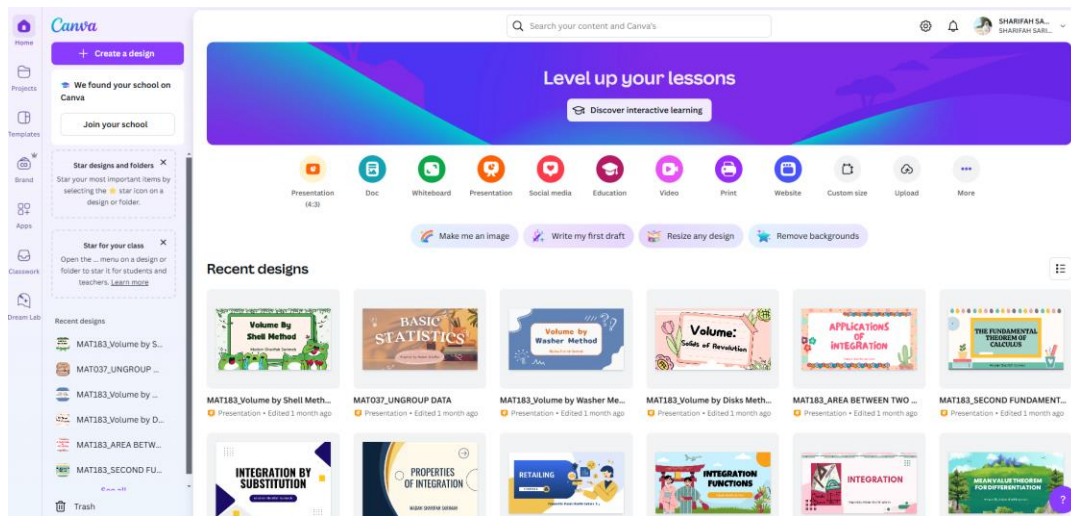 Canva
Search your content and Canva's
SHARIFAH SA...
SHARIFAH SARI...
Home
Projects
Templates
Brand
Apps
Classwork
Dream Lab
+ Create a design
We found your school on
Canva
Join your school
Star designs and folders X
Star your most important items by
selecting the star icon on a
design or folder.
Star for your class X
Open the ... menu on a design or
folder to star it for students and
teachers. Learn more
Recent designs
MAT183_Volume by S...
MAT037_UNGROUP ...
MAT183_Volume by ...
MAT183_Volume by D...
MAT183_AREA BETW...
MAT183_SECOND FU...
See all
Trash
Level up your lessons
Discover interactive learning
Presentation
(4:3)
Doc
Whiteboard
Presentation
Social media
Education
Video
Print
Website
Custom size
Upload
More
Make me an image
Write my first draft
Resize any design
Remove backgrounds
Recent designs
Volume By
Shell Method
BASIC
STATISTICS
Volume by
Washer Method
Volume:
Solids of Revolution
APPLICATIONS
OF
INTEGRATION
THE FUNDAMENTAL
THEOREM OF
CALCULUS
MAT183_Volume by Shell Meth...
Presentation • Edited 1 month ago
MAT037_UNGROUP DATA
Presentation • Edited 1 month ago
MAT183_Volume by Washer Me...
Presentation • Edited 1 month ago
MAT183_Volume by Disks Meth...
Presentation • Edited 1 month ago
MAT183_AREA BETWEEN TWO ...
Presentation • Edited 1 month ago
MAT183_SECOND FUNDAMENT...
Presentation • Edited 1 month ago
INTEGRATION BY
SUBSTITUTION
PROPERTIES
OF INTEGRATION
RETAILING
INTEGRATION
FUNCTIONS
INTEGRATION
MEAN VALUE THEOREM
FOR DIFFERENTIATION
?